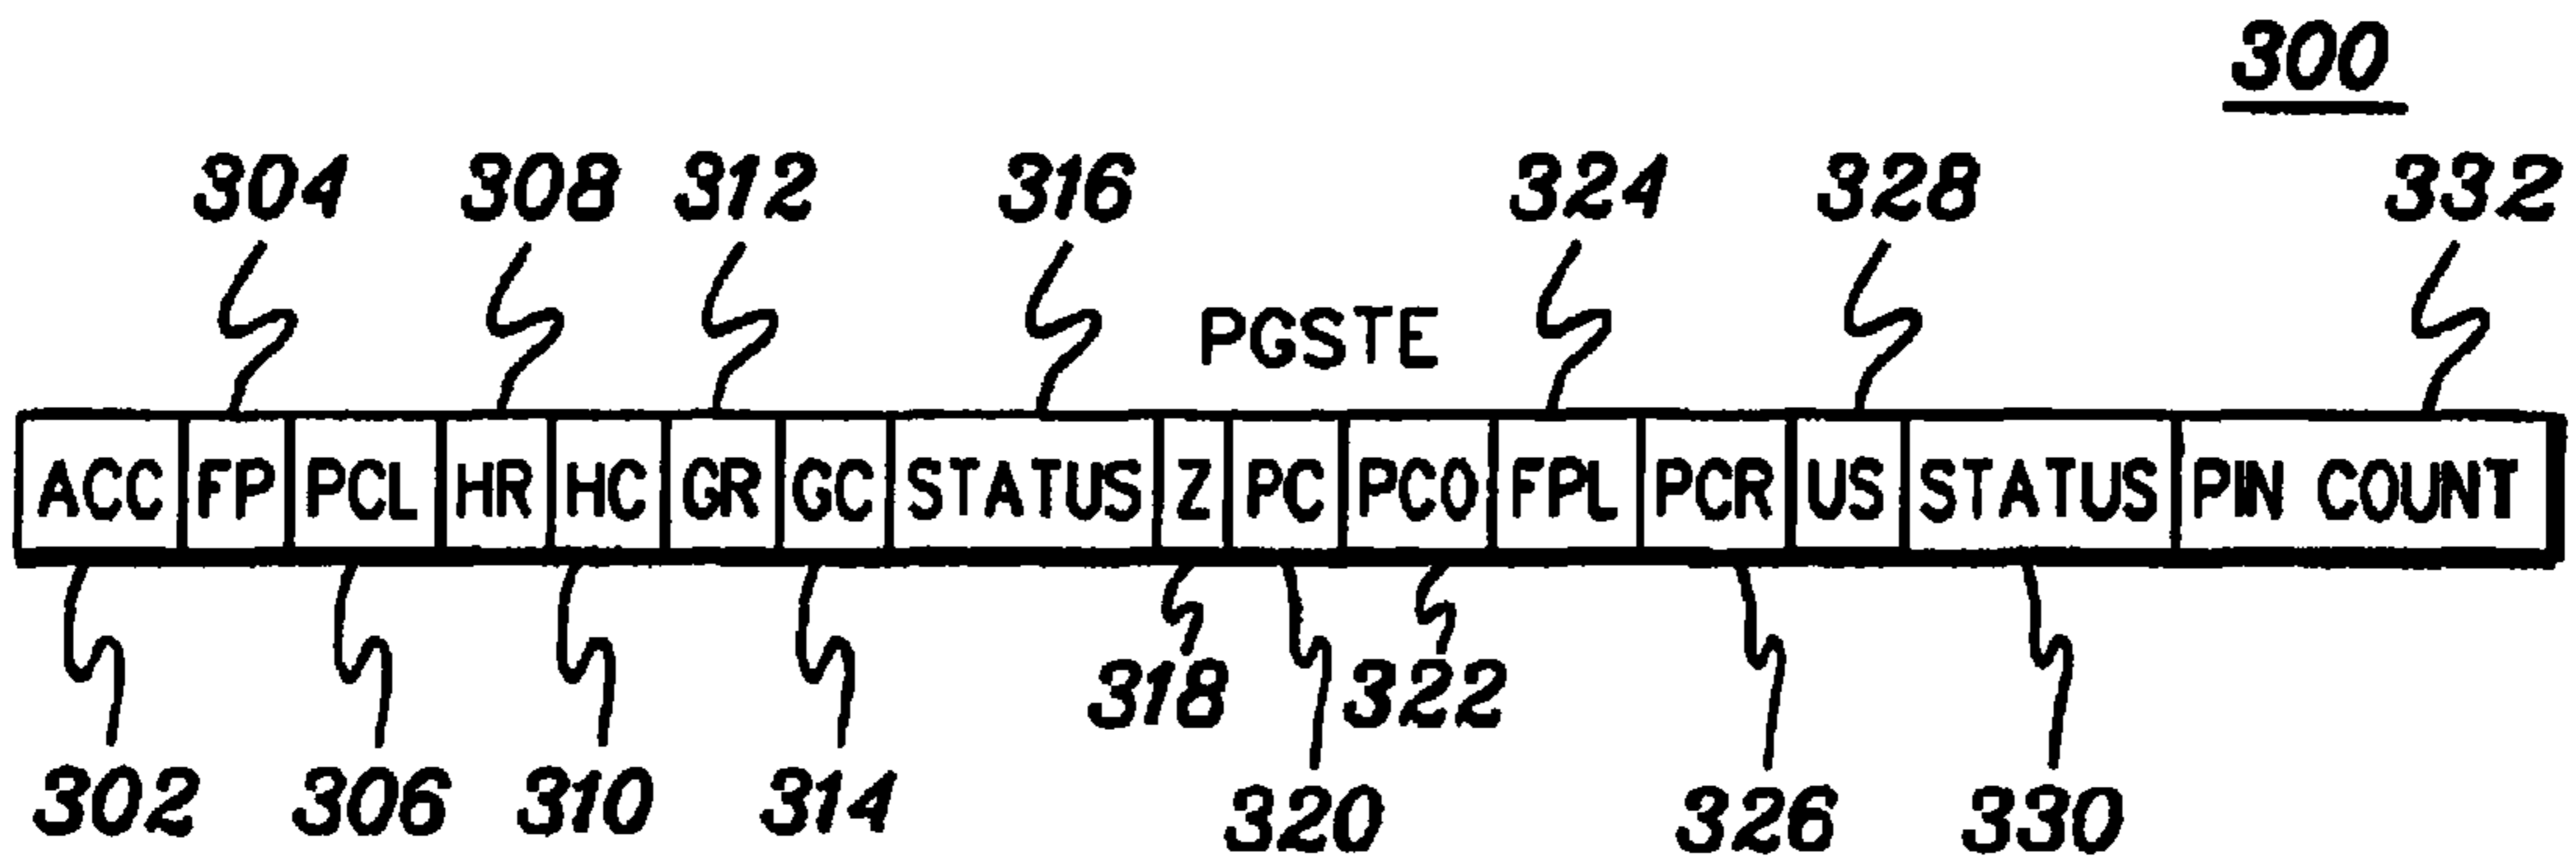 300
304 308 312 316 324 328 332
PGSTE
ACC FP PCL HR HC GR GC STATUS Z PC PCO FPL PCR US STATUS PIN COUNT
318 322
302 306 310 314 320 326 330